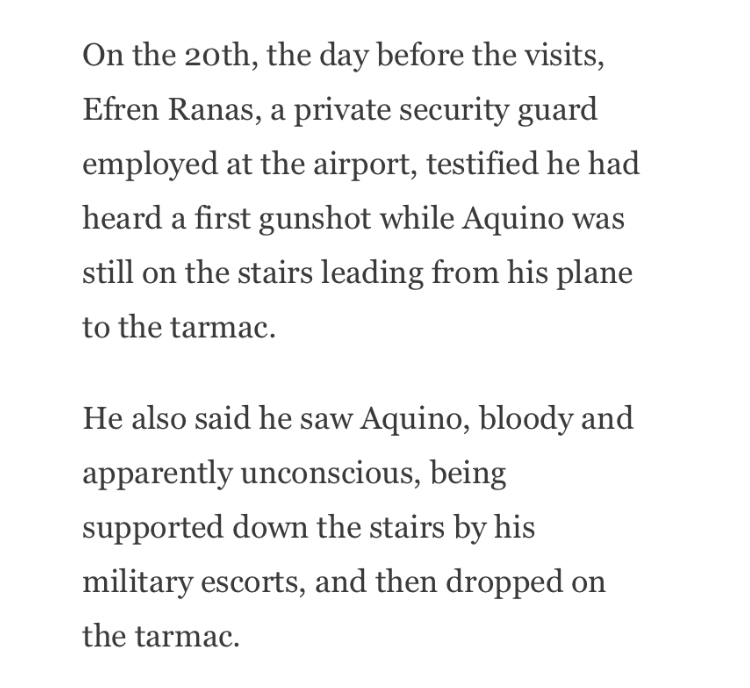 On the 20th, the day before the visits,
Efren Ranas, a private security guard
employed at the airport, testified he had
heard a first gunshot while Aquino was
still on the stairs leading from his plane
to the tarmac.
He also said he saw Aquino, bloody and
apparently unconscious, being
supported down the stairs by his
military escorts, and then dropped on
the tarmac.